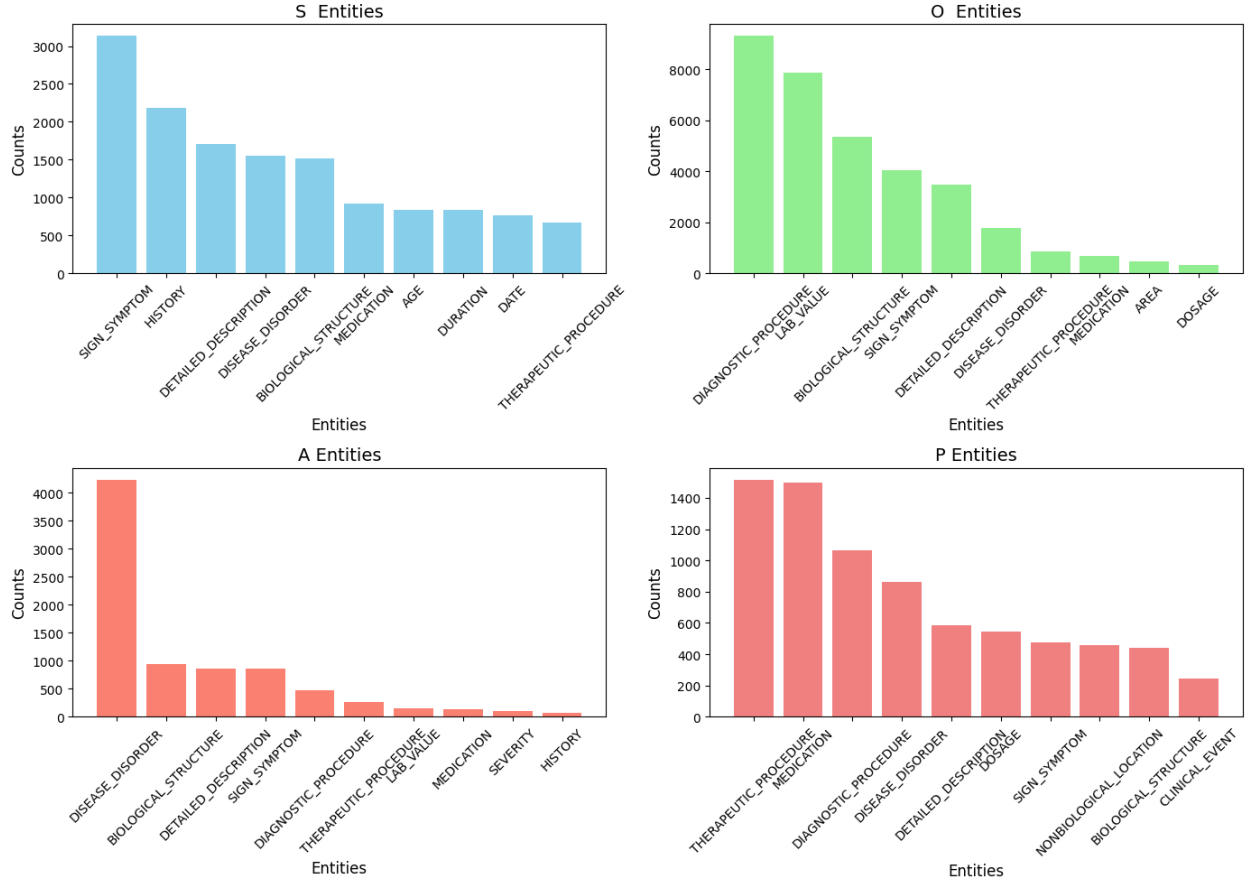 S  Entities
Counts
3000
2500
2000
1500
1000
500
0
SIGN_SYMPTOM
HISTORY
DETAILED_DESCRIPTION
DISEASE_DISORDER
BIOLOGICAL_STRUCTURE
MEDICATION
AGE
DURATION
DATE
THERAPEUTIC_PROCEDURE
Entities
O  Entities
Counts
8000
6000
4000
2000
0
DIAGNOSTIC_PROCEDURE
LAB_VALUE
BIOLOGICAL_STRUCTURE
SIGN_SYMPTOM
DETAILED_DESCRIPTION
DISEASE_DISORDER
THERAPEUTIC_PROCEDURE
MEDICATION
AREA
DOSAGE
Entities
A Entities
Counts
4000
3500
3000
2500
2000
1500
1000
500
0
DISEASE_DISORDER
BIOLOGICAL_STRUCTURE
DETAILED_DESCRIPTION
SIGN_SYMPTOM
DIAGNOSTIC_PROCEDURE
THERAPEUTIC_PROCEDURE
LAB_VALUE
MEDICATION
SEVERITY
HISTORY
Entities
P Entities
Counts
1400
1200
1000
800
600
400
200
0
THERAPEUTIC_PROCEDURE
MEDICATION
DIAGNOSTIC_PROCEDURE
DISEASE_DISORDER
DETAILED_DESCRIPTION
DOSAGE
SIGN_SYMPTOM
NONBIOLOGICAL_LOCATION
BIOLOGICAL_STRUCTURE
CLINICAL_EVENT
Entities